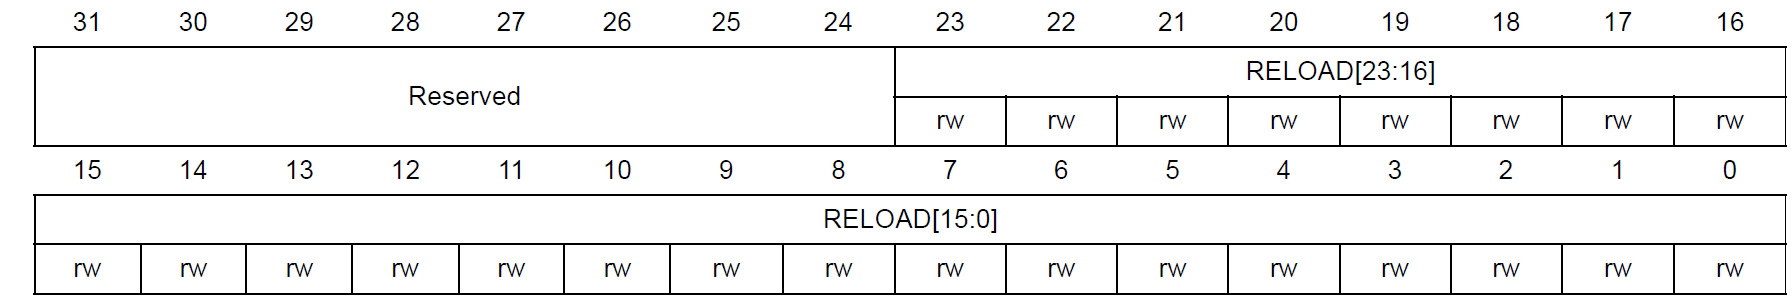 31 30 29 28 27 26 25 24 23 22 21 20 19 18 17 16
Reserved
RELOAD[23:16]
rw rw rw rw rw rw rw rw
15 14 13 12 11 10 9 8 7 6 5 4 3 2 1 0
RELOAD[15:0]
rw rw rw rw rw rw rw rw rw rw rw rw rw rw rw rw